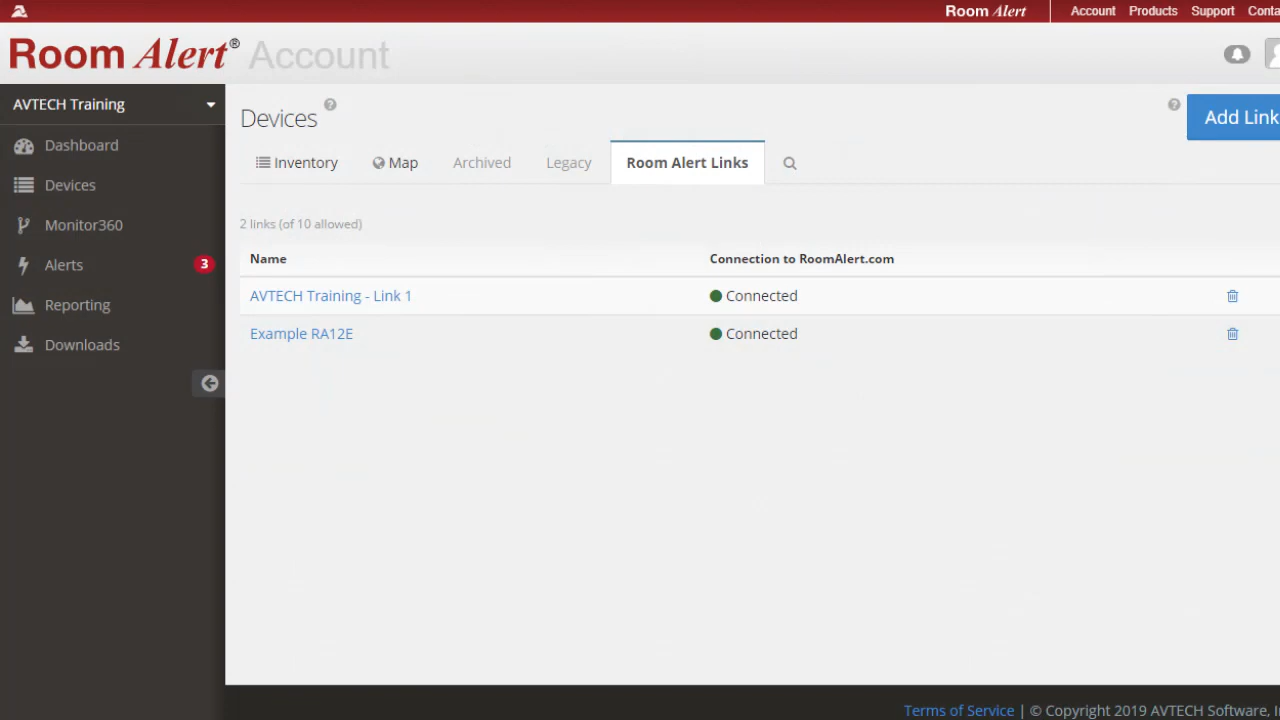 Room Alert Account Products Support Conta
Room Alert® Account
AVTECH Training
Dashboard
Devices
Monitor360
Alerts 3
Reporting
Downloads
Devices ?
? Add Link
Inventory Map Archived Legacy Room Alert Links
2 links (of 10 allowed)
Name Connection to RoomAlert.com
AVTECH Training - Link 1 Connected
Example RA12E Connected
Terms of Service | © Copyright 2019 AVTECH Software, I